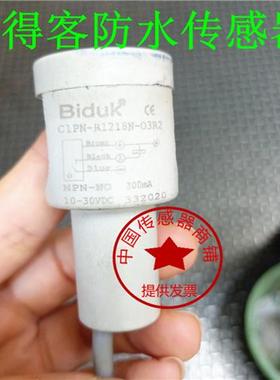 得客防水传感器
Biduk CE
C1PN-R1218N-03R2
Brown
Black
Blue
NPN-NO 300mA
10-30VDC 332020
中国传感器商铺
提供发票